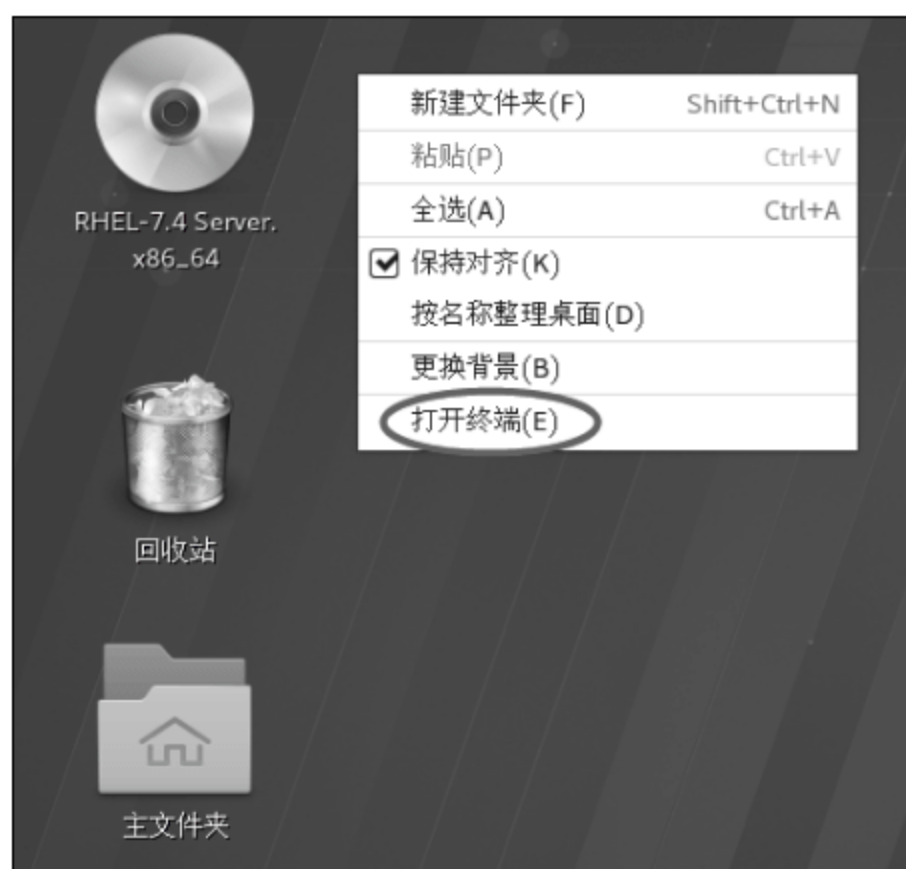 RHEL-7.4 Server.
x86_64
回收站
主文件夹
新建文件夹(F) Shift+Ctrl+N
粘贴(P) Ctrl+V
全选(A) Ctrl+A
保持对齐(K)
按名称整理桌面(D)
更换背景(B)
打开终端(E)